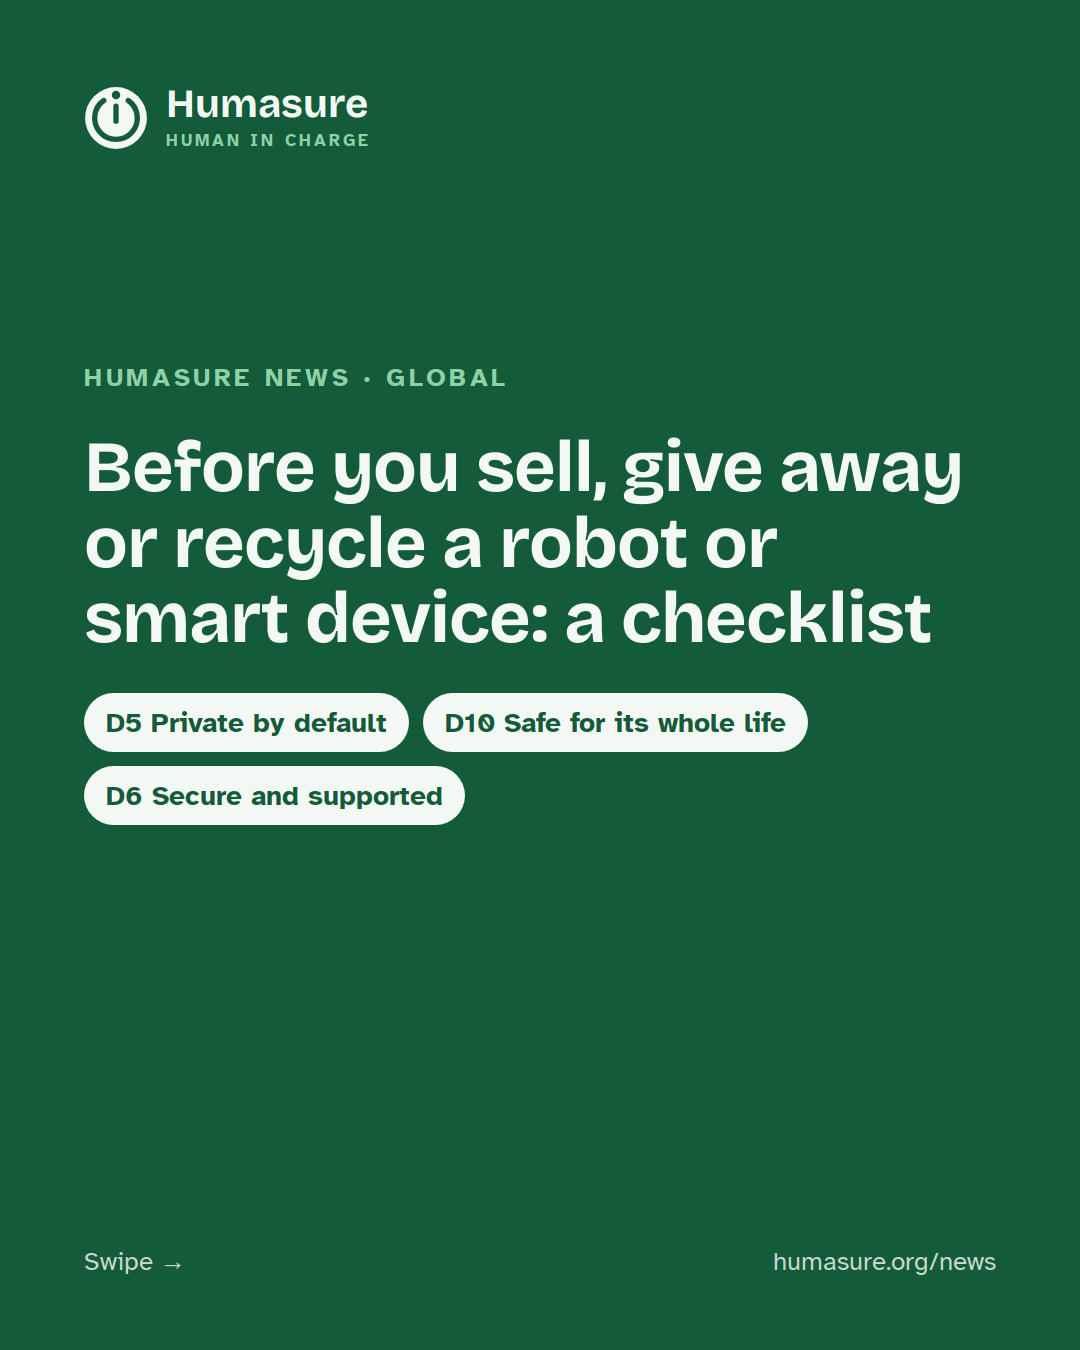 Humasure
HUMAN IN CHARGE
HUMASURE NEWS · GLOBAL
Before you sell, give away
or recycle a robot or
smart device: a checklist
D5 Private by default
D10 Safe for its whole life
D6 Secure and supported
Swipe →
humasure.org/news